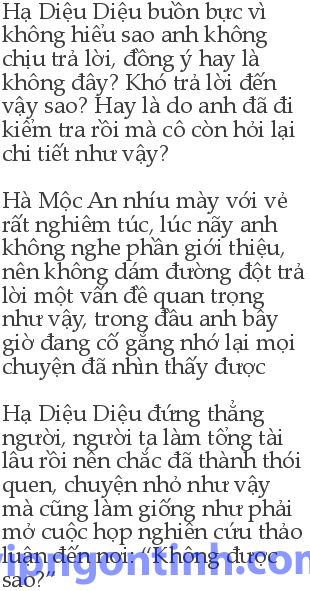 Hạ Diệu Diệu buồn bực vì
không hiểu sao anh không
chịu trả lời, đồng ý hay là
không đây? Khó trả lời đến
vậy sao? Hay là do anh đã đi
kiểm tra rồi mà cô còn hỏi lại
chi tiết như vậy?
Hà Mộc An nhíu mày với vẻ
rất nghiêm túc, lúc nãy anh
không nghe phần giới thiệu,
nên không dám đường đột trả
lời một vấn đề quan trọng
như vậy, trong đầu anh bây
giờ đang cố gắng nhớ lại mọi
chuyện đã nhìn thấy được
Hạ Diệu Diệu đứng thẳng
người, người ta làm tổng tài
lâu rồi nên chắc đã thành thói
quen, chuyện nhỏ như vậy
mà cũng làm giống như phải
mở cuộc họp nghiên cứu thảo
luận đến nơi: “Không được
sao?”